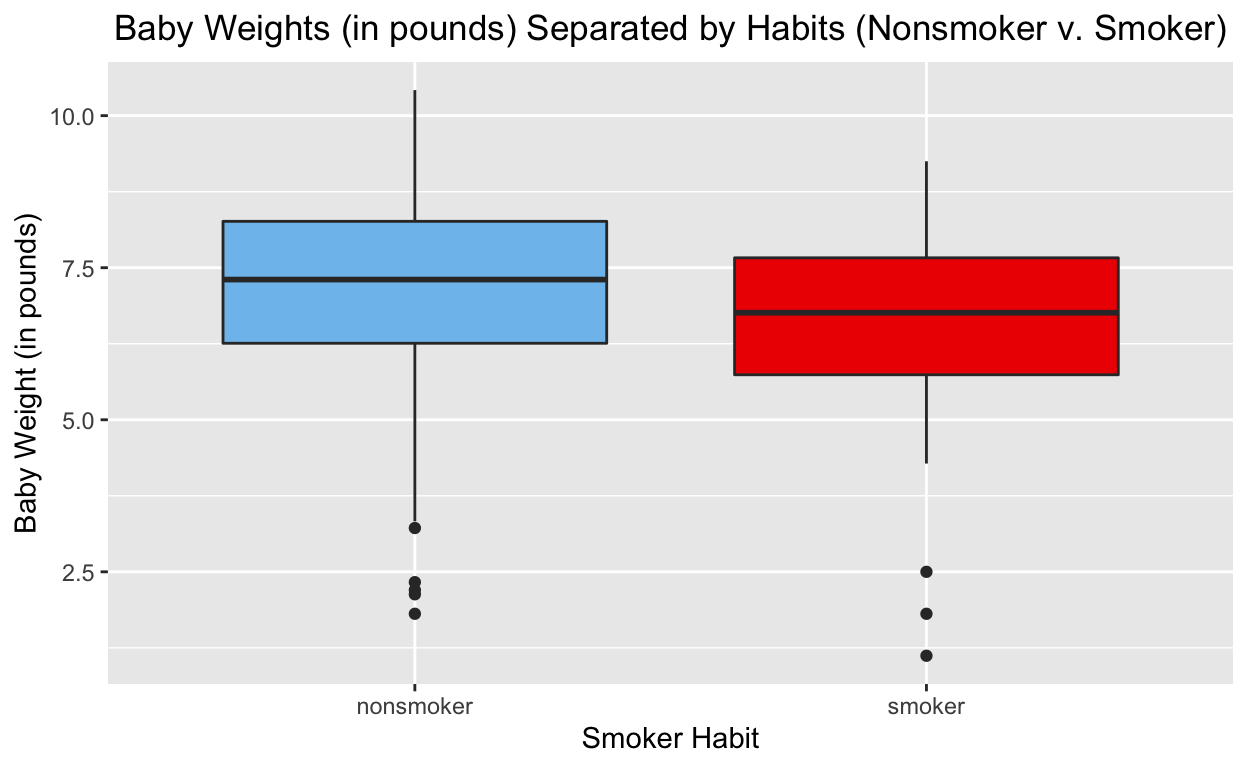 Baby Weights (in pounds) Separated by Habits (Nonsmoker v. Smoker)
Baby Weight (in pounds)
10.0
7.5
5.0
2.5
nonsmoker smoker
Smoker Habit